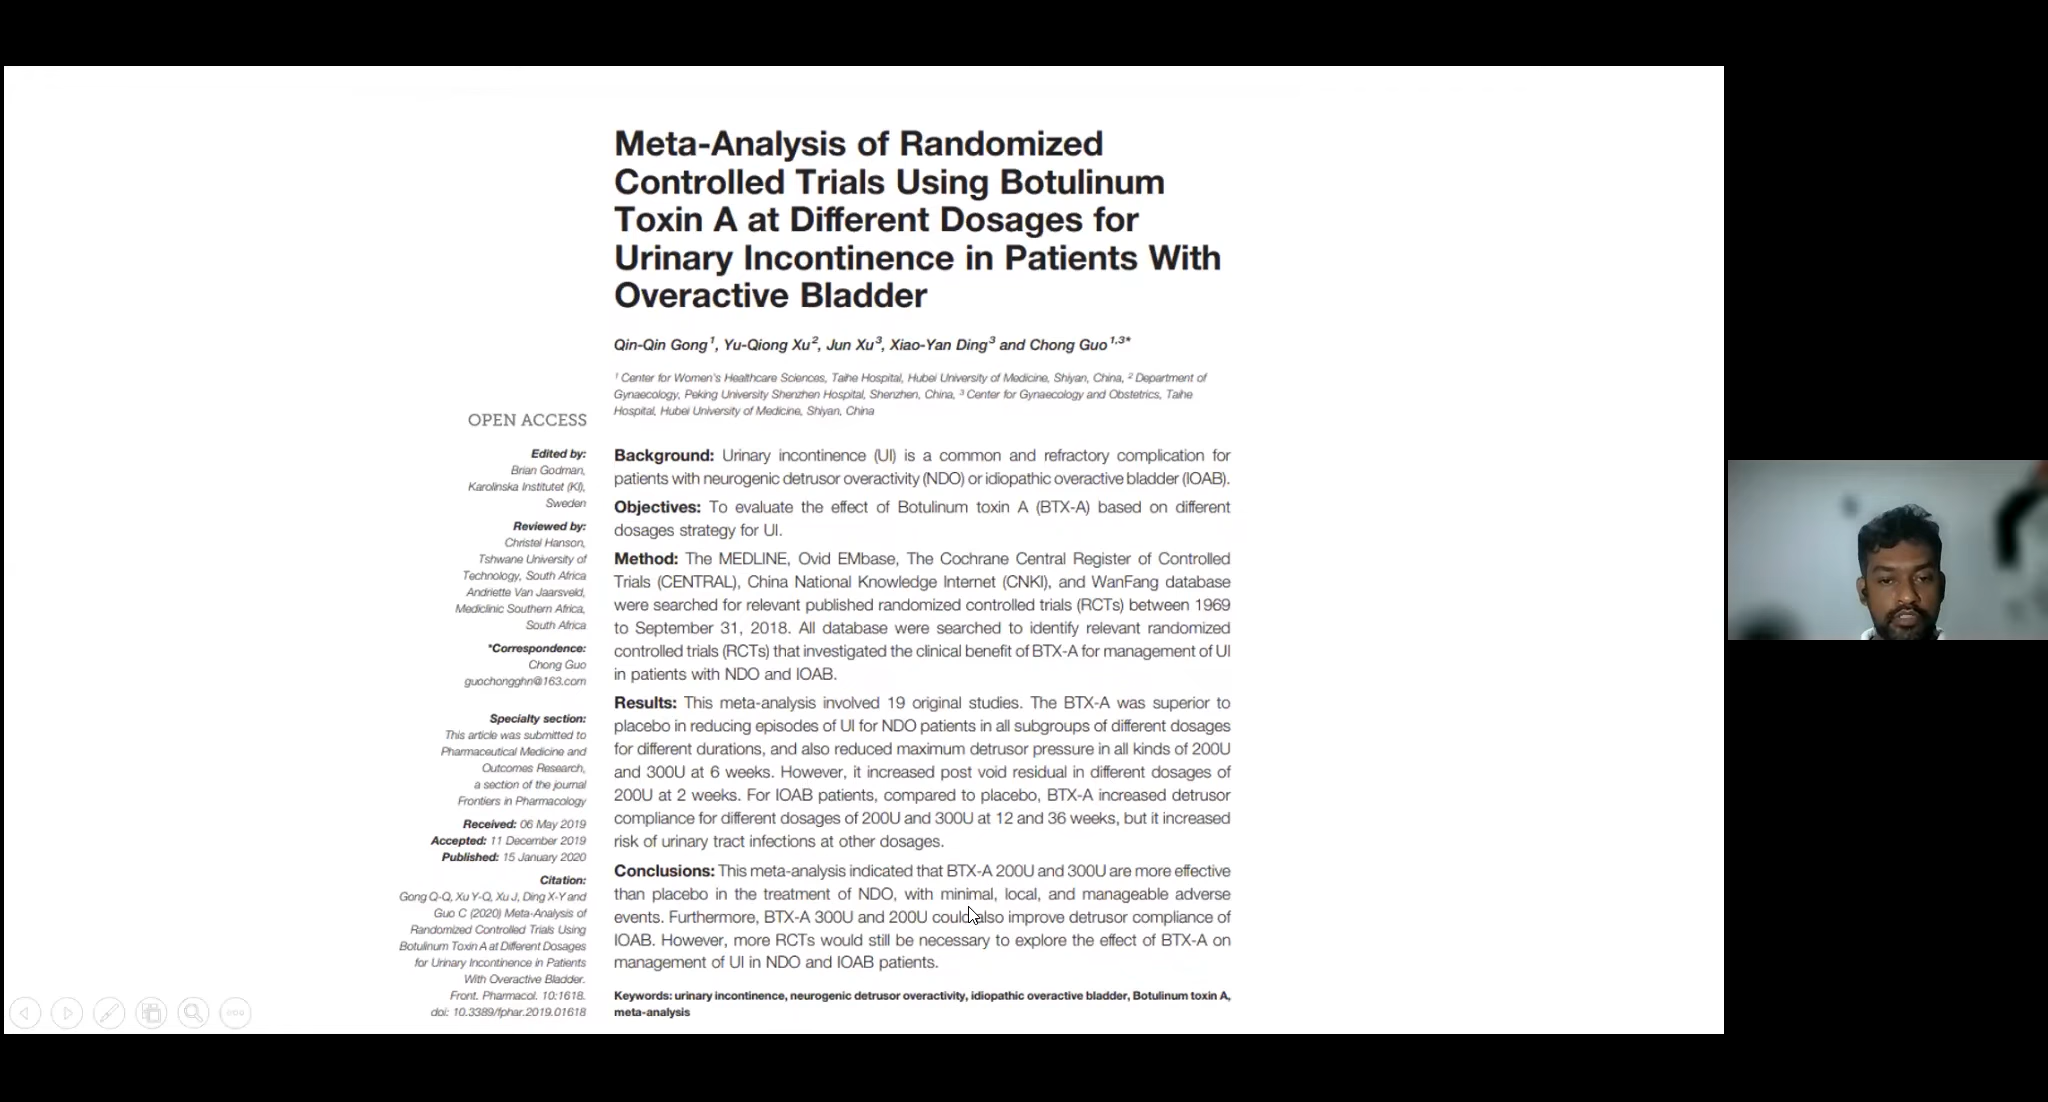 Meta-Analysis of Randomized
Controlled Trials Using Botulinum
Toxin A at Different Dosages for
Urinary Incontinence in Patients With
Overactive Bladder
Qin-Qin Gong 1, Yu-Qiong Xu 2, Jun Xu 3, Xiao-Yan Ding 3 and Chong Guo 1,3*
1 Center for Women's Healthcare Sciences, Taihe Hospital, Hubei University of Medicine, Shiyan, China, 2 Department of
Gynaecology, Peking University Shenzhen Hospital, Shenzhen, China, 3 Center for Gynaecology and Obstetrics, Taihe
Hospital, Hubei University of Medicine, Shiyan, China
OPEN ACCESS
Edited by:
Brian Godman,
Karolinska Institutet (KI),
Sweden
Reviewed by:
Christel Hanson,
Tshwane University of
Technology, South Africa
Andriette Van Jaarsveld,
Mediclinic Southern Africa,
South Africa
*Correspondence:
Chong Guo
guochongghn@163.com
Specialty section:
This article was submitted to
Pharmaceutical Medicine and
Outcomes Research,
a section of the journal
Frontiers in Pharmacology
Received: 06 May 2019
Accepted: 11 December 2019
Published: 15 January 2020
Citation:
Gong Q-Q, Xu Y-Q, Xu J, Ding X-Y and
Guo C (2020) Meta-Analysis of
Randomized Controlled Trials Using
Botulinum Toxin A at Different Dosages
for Urinary Incontinence in Patients
With Overactive Bladder.
Front. Pharmacol. 10:1618.
doi: 10.3389/fphar.2019.01618
Background: Urinary incontinence (UI) is a common and refractory complication for
patients with neurogenic detrusor overactivity (NDO) or idiopathic overactive bladder (IOAB).
Objectives: To evaluate the effect of Botulinum toxin A (BTX-A) based on different
dosages strategy for UI.
Method: The MEDLINE, Ovid EMbase, The Cochrane Central Register of Controlled
Trials (CENTRAL), China National Knowledge Internet (CNKI), and WanFang database
were searched for relevant published randomized controlled trials (RCTs) between 1969
to September 31, 2018. All database were searched to identify relevant randomized
controlled trials (RCTs) that investigated the clinical benefit of BTX-A for management of UI
in patients with NDO and IOAB.
Results: This meta-analysis involved 19 original studies. The BTX-A was superior to
placebo in reducing episodes of UI for NDO patients in all subgroups of different dosages
for different durations, and also reduced maximum detrusor pressure in all kinds of 200U
and 300U at 6 weeks. However, it increased post void residual in different dosages of
200U at 2 weeks. For IOAB patients, compared to placebo, BTX-A increased detrusor
compliance for different dosages of 200U and 300U at 12 and 36 weeks, but it increased
risk of urinary tract infections at other dosages.
Conclusions: This meta-analysis indicated that BTX-A 200U and 300U are more effective
than placebo in the treatment of NDO, with minimal, local, and manageable adverse
events. Furthermore, BTX-A 300U and 200U could also improve detrusor compliance of
IOAB. However, more RCTs would still be necessary to explore the effect of BTX-A on
management of UI in NDO and IOAB patients.
Keywords: urinary incontinence, neurogenic detrusor overactivity, idiopathic overactive bladder, Botulinum toxin A,
meta-analysis